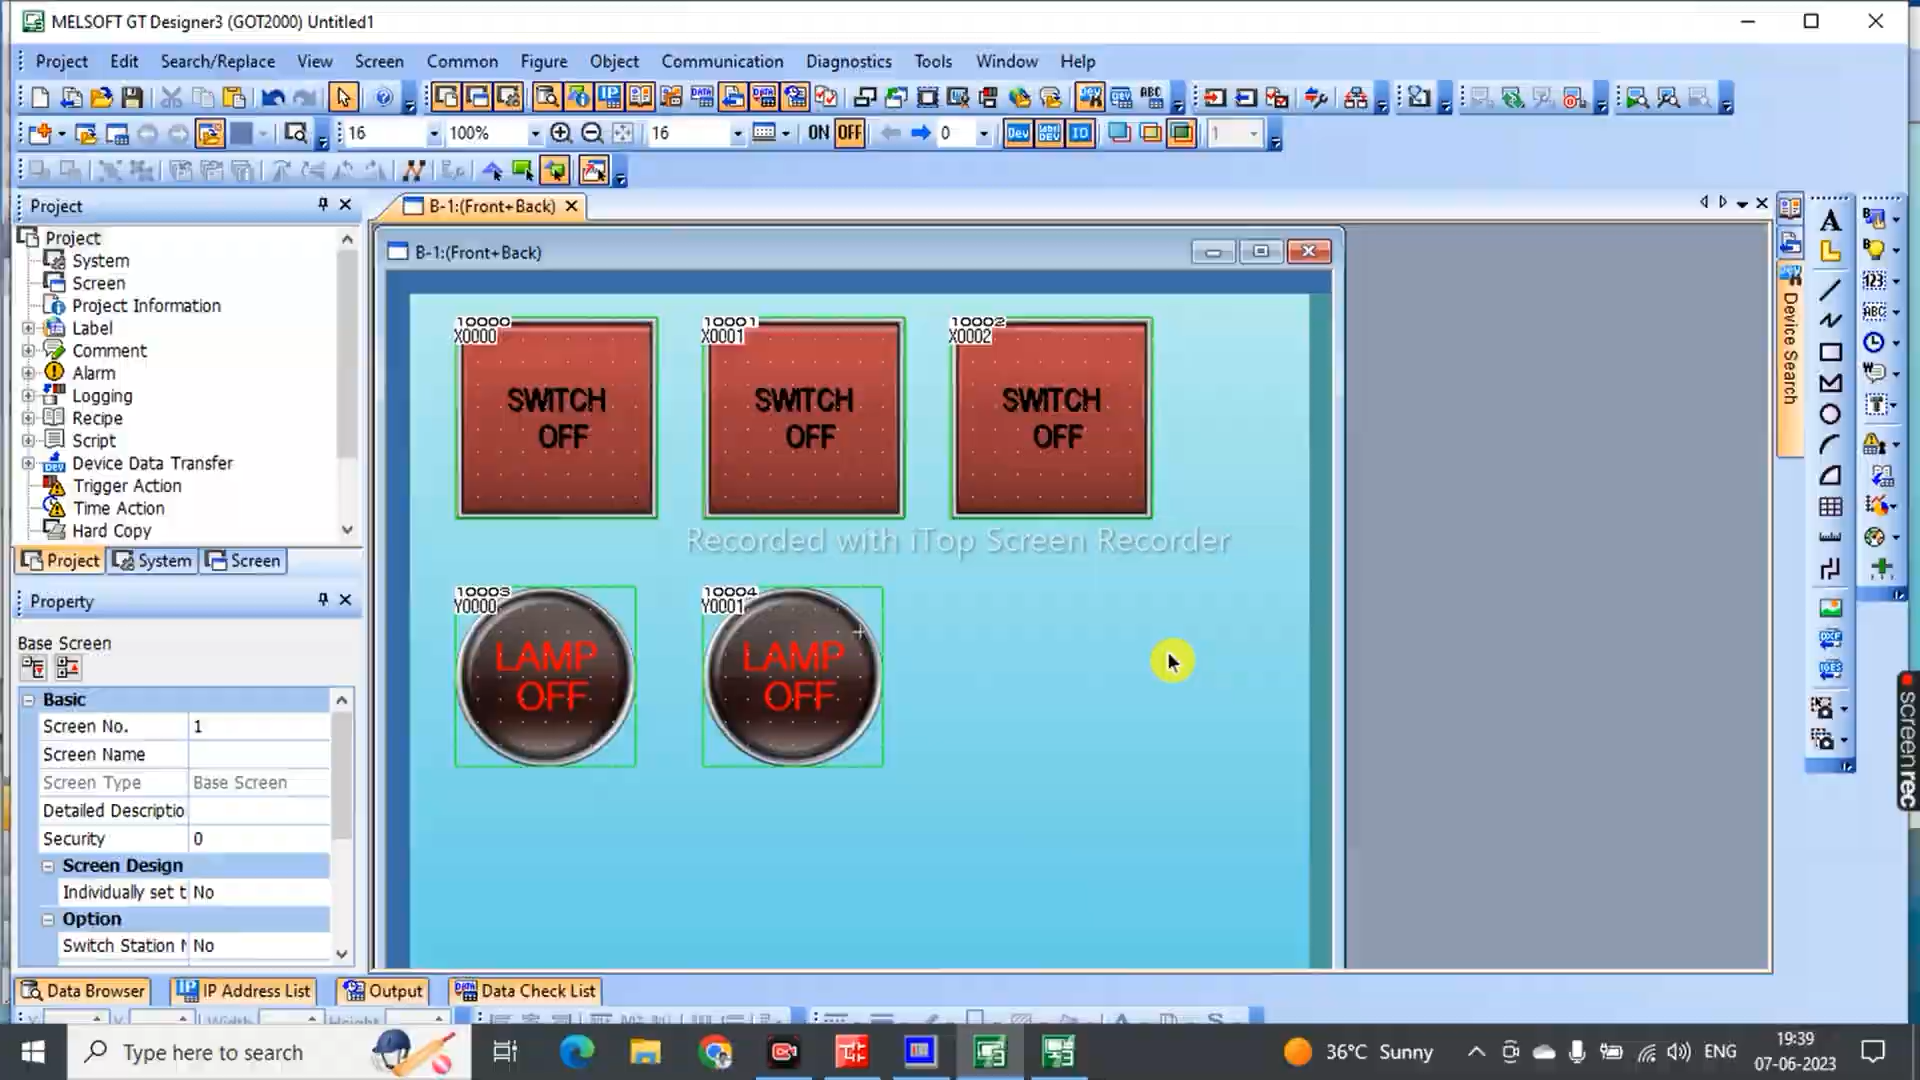 MELSOFT GT Designer3 (GOT2000) Untitled1
Project Edit Search/Replace View Screen Common Figure Object Communication Diagnostics Tools Window Help
16 100% 16 ON OFF 0 Dev ID 1
Project
B-1:(Front+Back)
Project
System
Screen
Project Information
Label
Comment
Alarm
Logging
Recipe
Script
Device Data Transfer
Trigger Action
Time Action
Hard Copy
Project System Screen
B-1:(Front+Back)
10000
X0000
SWITCH
OFF
10001
X0001
SWITCH
OFF
10002
X0002
SWITCH
OFF
Recorded with iTop Screen Recorder
10003
Y0000
LAMP
OFF
10004
Y0001
LAMP
OFF
Device Search
Property
Base Screen
Basic
Screen No. 1
Screen Name
Screen Type Base Screen
Detailed Descriptio
Security 0
Screen Design
Individually set t No
Option
Switch Station No
Data Browser IP Address List Output Data Check List
screenrec
Type here to search
36°C Sunny
ENG
19:39
07-06-2023